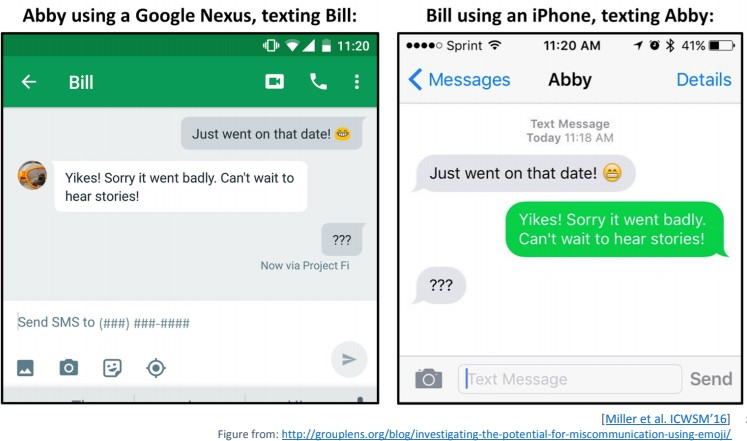 Abby using a Google Nexus, texting Bill:
11:20
Bill
Just went on that date! 😁
Yikes! Sorry it went badly. Can't wait to
hear stories!
???
Now via Project Fi
Send SMS to (###) ###-####
Bill using an iPhone, texting Abby:
Sprint
11:20 AM
41%
Messages
Abby
Details
Text Message
Today 11:18 AM
Just went on that date! 😁
Yikes! Sorry it went badly.
Can't wait to hear stories!
???
Text Message
Send
[Miller et al. ICWSM'16]
Figure from: http://grouplens.org/blog/investigating-the-potential-for-miscommunication-using-emoji/